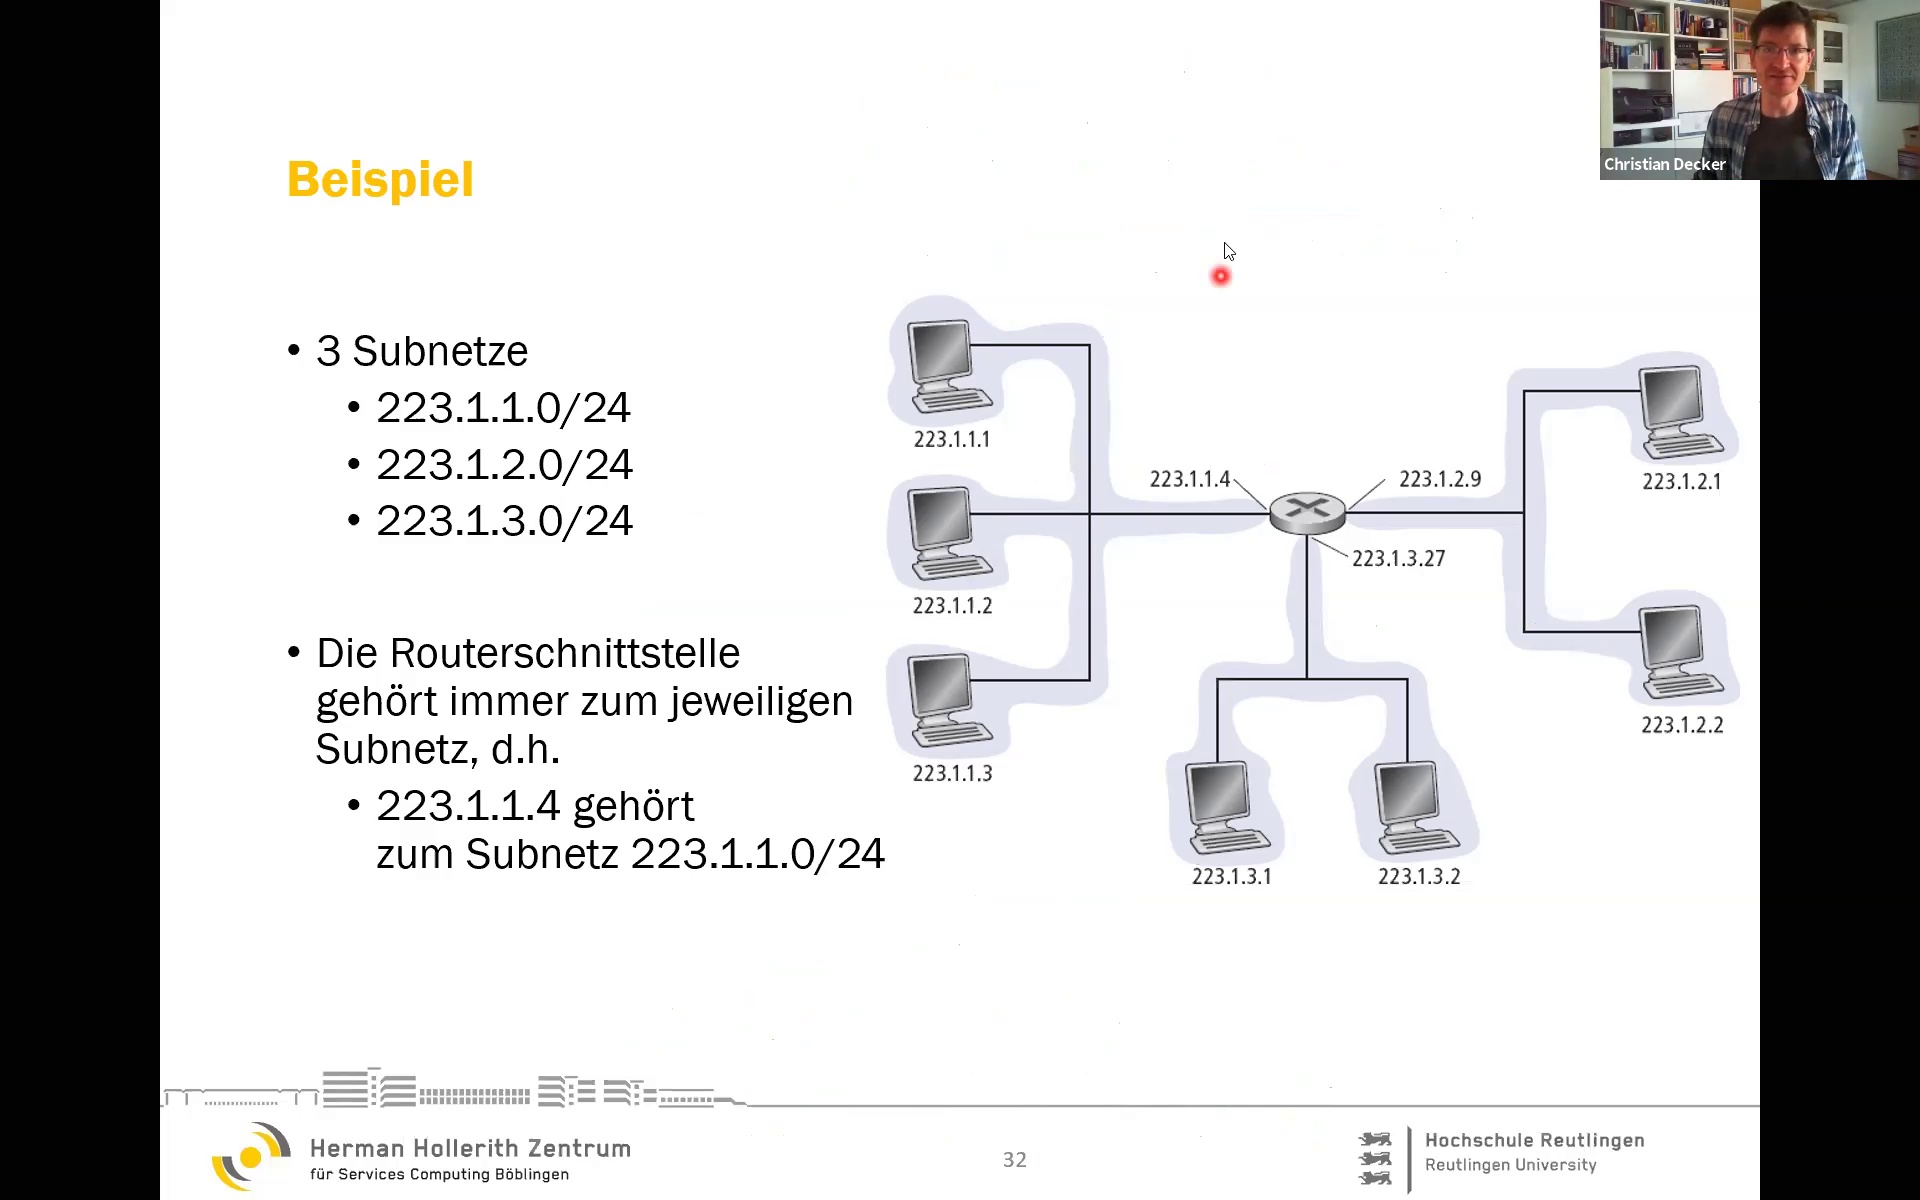 Christian Decker
Beispiel
• 3 Subnetze
• 223.1.1.0/24
• 223.1.2.0/24
• 223.1.3.0/24
• Die Routerschnittstelle
gehört immer zum jeweiligen
Subnetz, d.h.
• 223.1.1.4 gehört
zum Subnetz 223.1.1.0/24
223.1.1.1
223.1.1.2
223.1.1.3
223.1.1.4
223.1.2.9
223.1.3.27
223.1.2.1
223.1.2.2
223.1.3.1
223.1.3.2
Herman Hollerith Zentrum
für Services Computing Böblingen
32
Hochschule Reutlingen
Reutlingen University